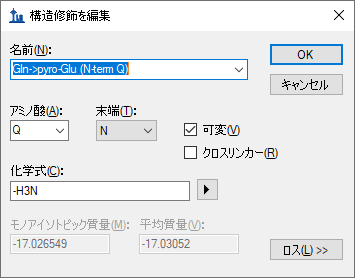 構造修飾を編集
名前(N):
Gln->pyro-Glu (N-term Q)
OK
キャンセル
アミノ酸(A):
末端(T):
Q
N
可変(V)
クロスリンカー(R)
化学式(C):
-H3N
モノアイソトピック質量(M):
平均質量(V):
-17.026549
-17.03052
ロス(L) >>